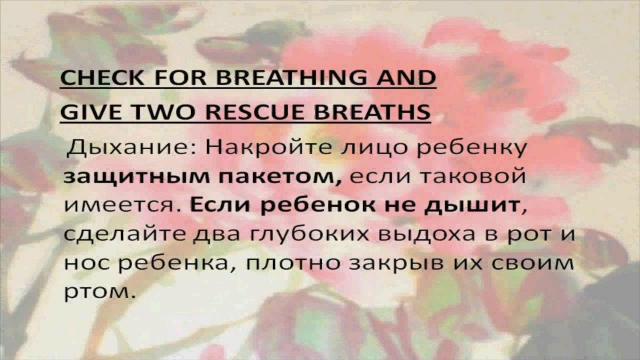 CHECK FOR BREATHING AND
GIVE TWO RESCUE BREATHS
Дыхание: Накройте лицо ребенку
защитным пакетом, если таковой
имеется. Если ребенок не дышит,
сделайте два глубоких выдоха в рот и
нос ребенка, плотно закрыв их своим
ртом.